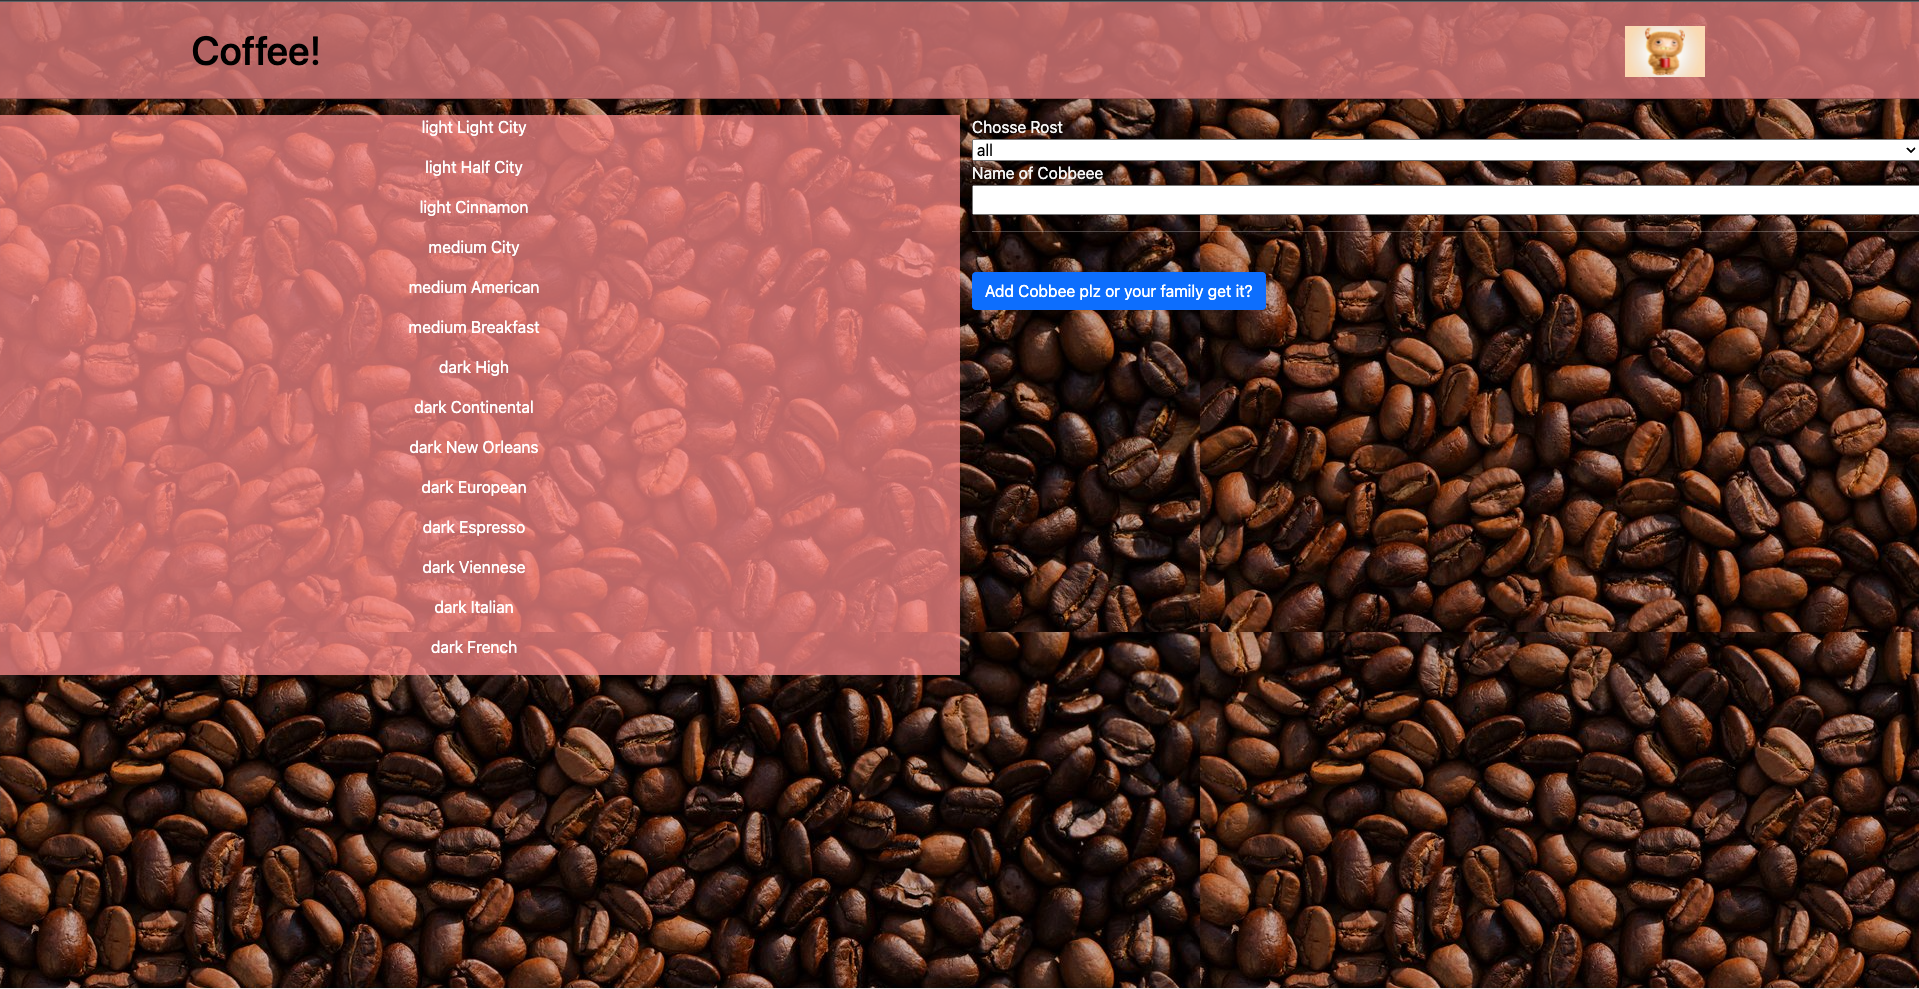 Coffee!
light Light City
light Half City
light Cinnamon
medium City
medium American
medium Breakfast
dark High
dark Continental
dark New Orleans
dark European
dark Espresso
dark Viennese
dark Italian
dark French
Chosse Rost
all
Name of Cobbeee
Add Cobbee plz or your family get it?